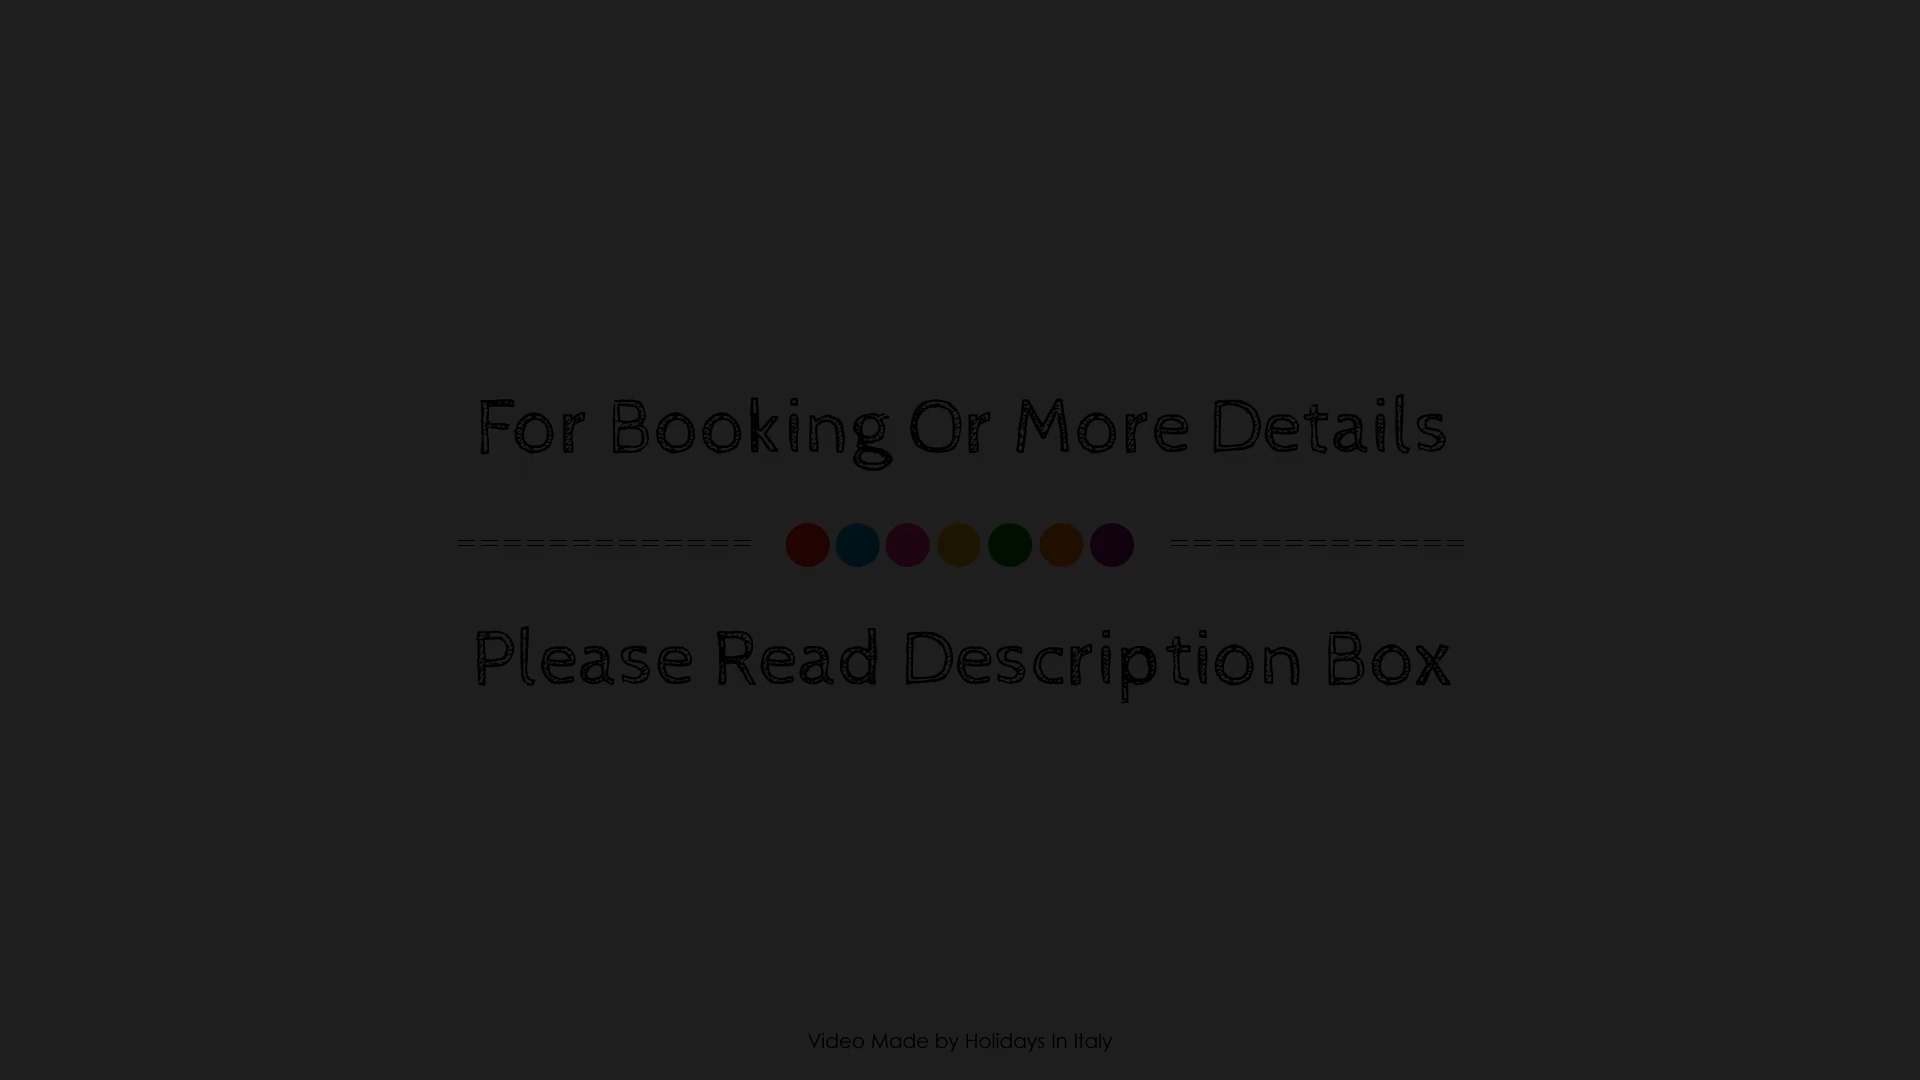 For Booking Or More Details
============= =============
Please Read Description Box
Video Made by Holidays In Italy